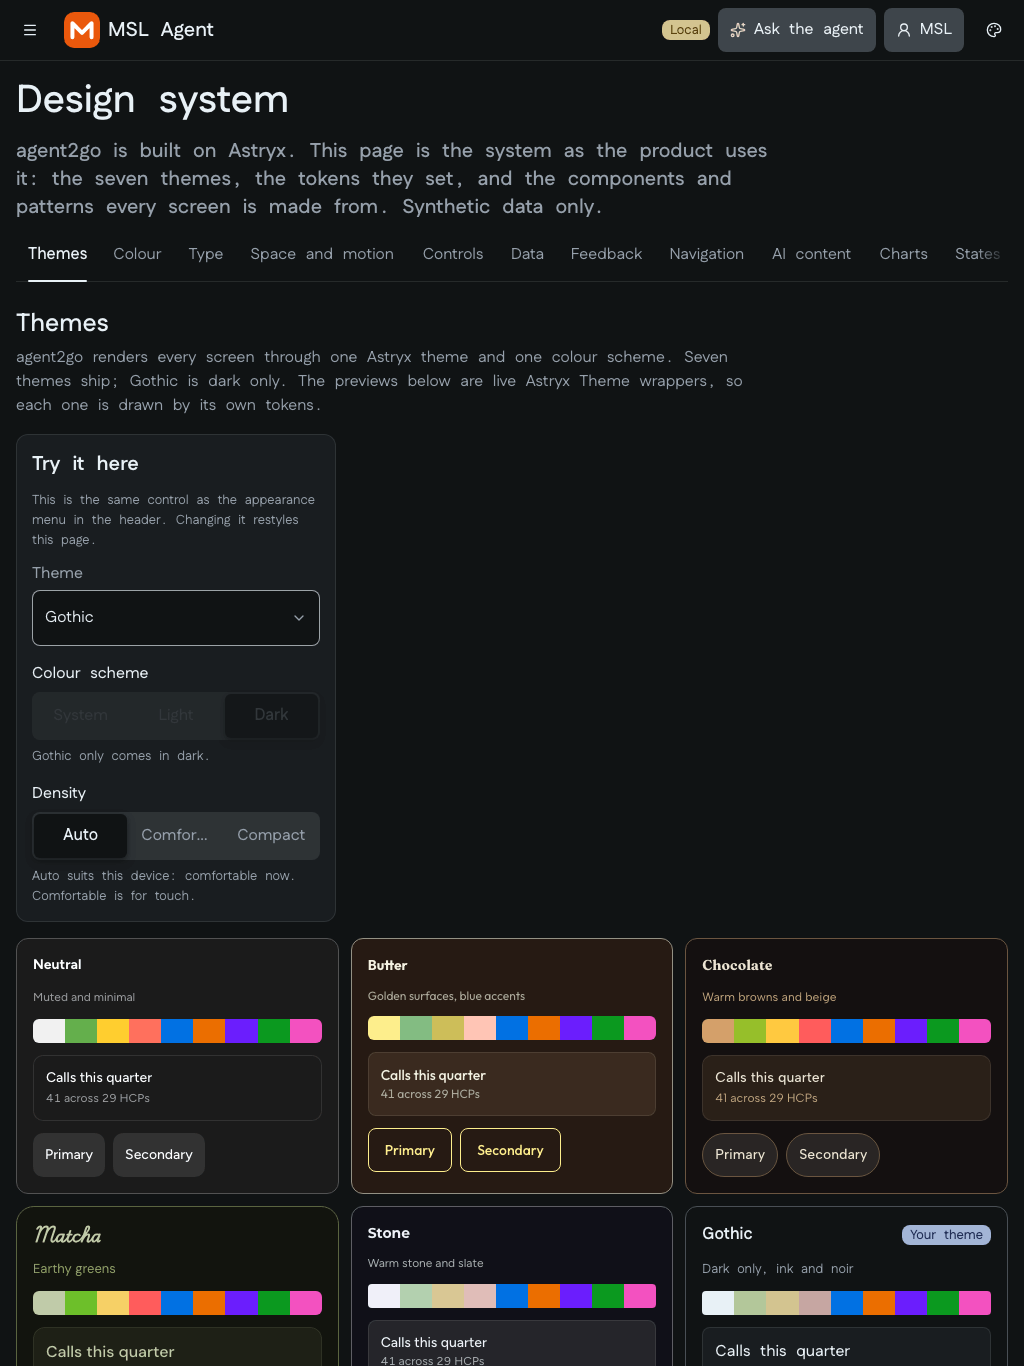 MSL Agent
Local
Ask the agent
MSL
Design system
agent2go is built on Astryx. This page is the system as the product uses
it: the seven themes, the tokens they set, and the components and
patterns every screen is made from. Synthetic data only.
Themes Colour Type Space and motion Controls Data Feedback Navigation AI content Charts States
Themes
agent2go renders every screen through one Astryx theme and one colour scheme. Seven
themes ship; Gothic is dark only. The previews below are live Astryx Theme wrappers, so
each one is drawn by its own tokens.
Try it here
This is the same control as the appearance
menu in the header. Changing it restyles
this page.
Theme
Gothic
Colour scheme
System Light Dark
Gothic only comes in dark.
Density
Auto Comfor... Compact
Auto suits this device: comfortable now.
Comfortable is for touch.
Neutral
Muted and minimal
Calls this quarter
41 across 29 HCPs
Primary Secondary
Butter
Golden surfaces, blue accents
Calls this quarter
41 across 29 HCPs
Primary Secondary
Chocolate
Warm browns and beige
Calls this quarter
41 across 29 HCPs
Primary Secondary
Matcha
Earthy greens
Calls this quarter
Stone
Warm stone and slate
Calls this quarter
41 across 29 HCPs
Gothic
Your theme
Dark only, ink and noir
Calls this quarter